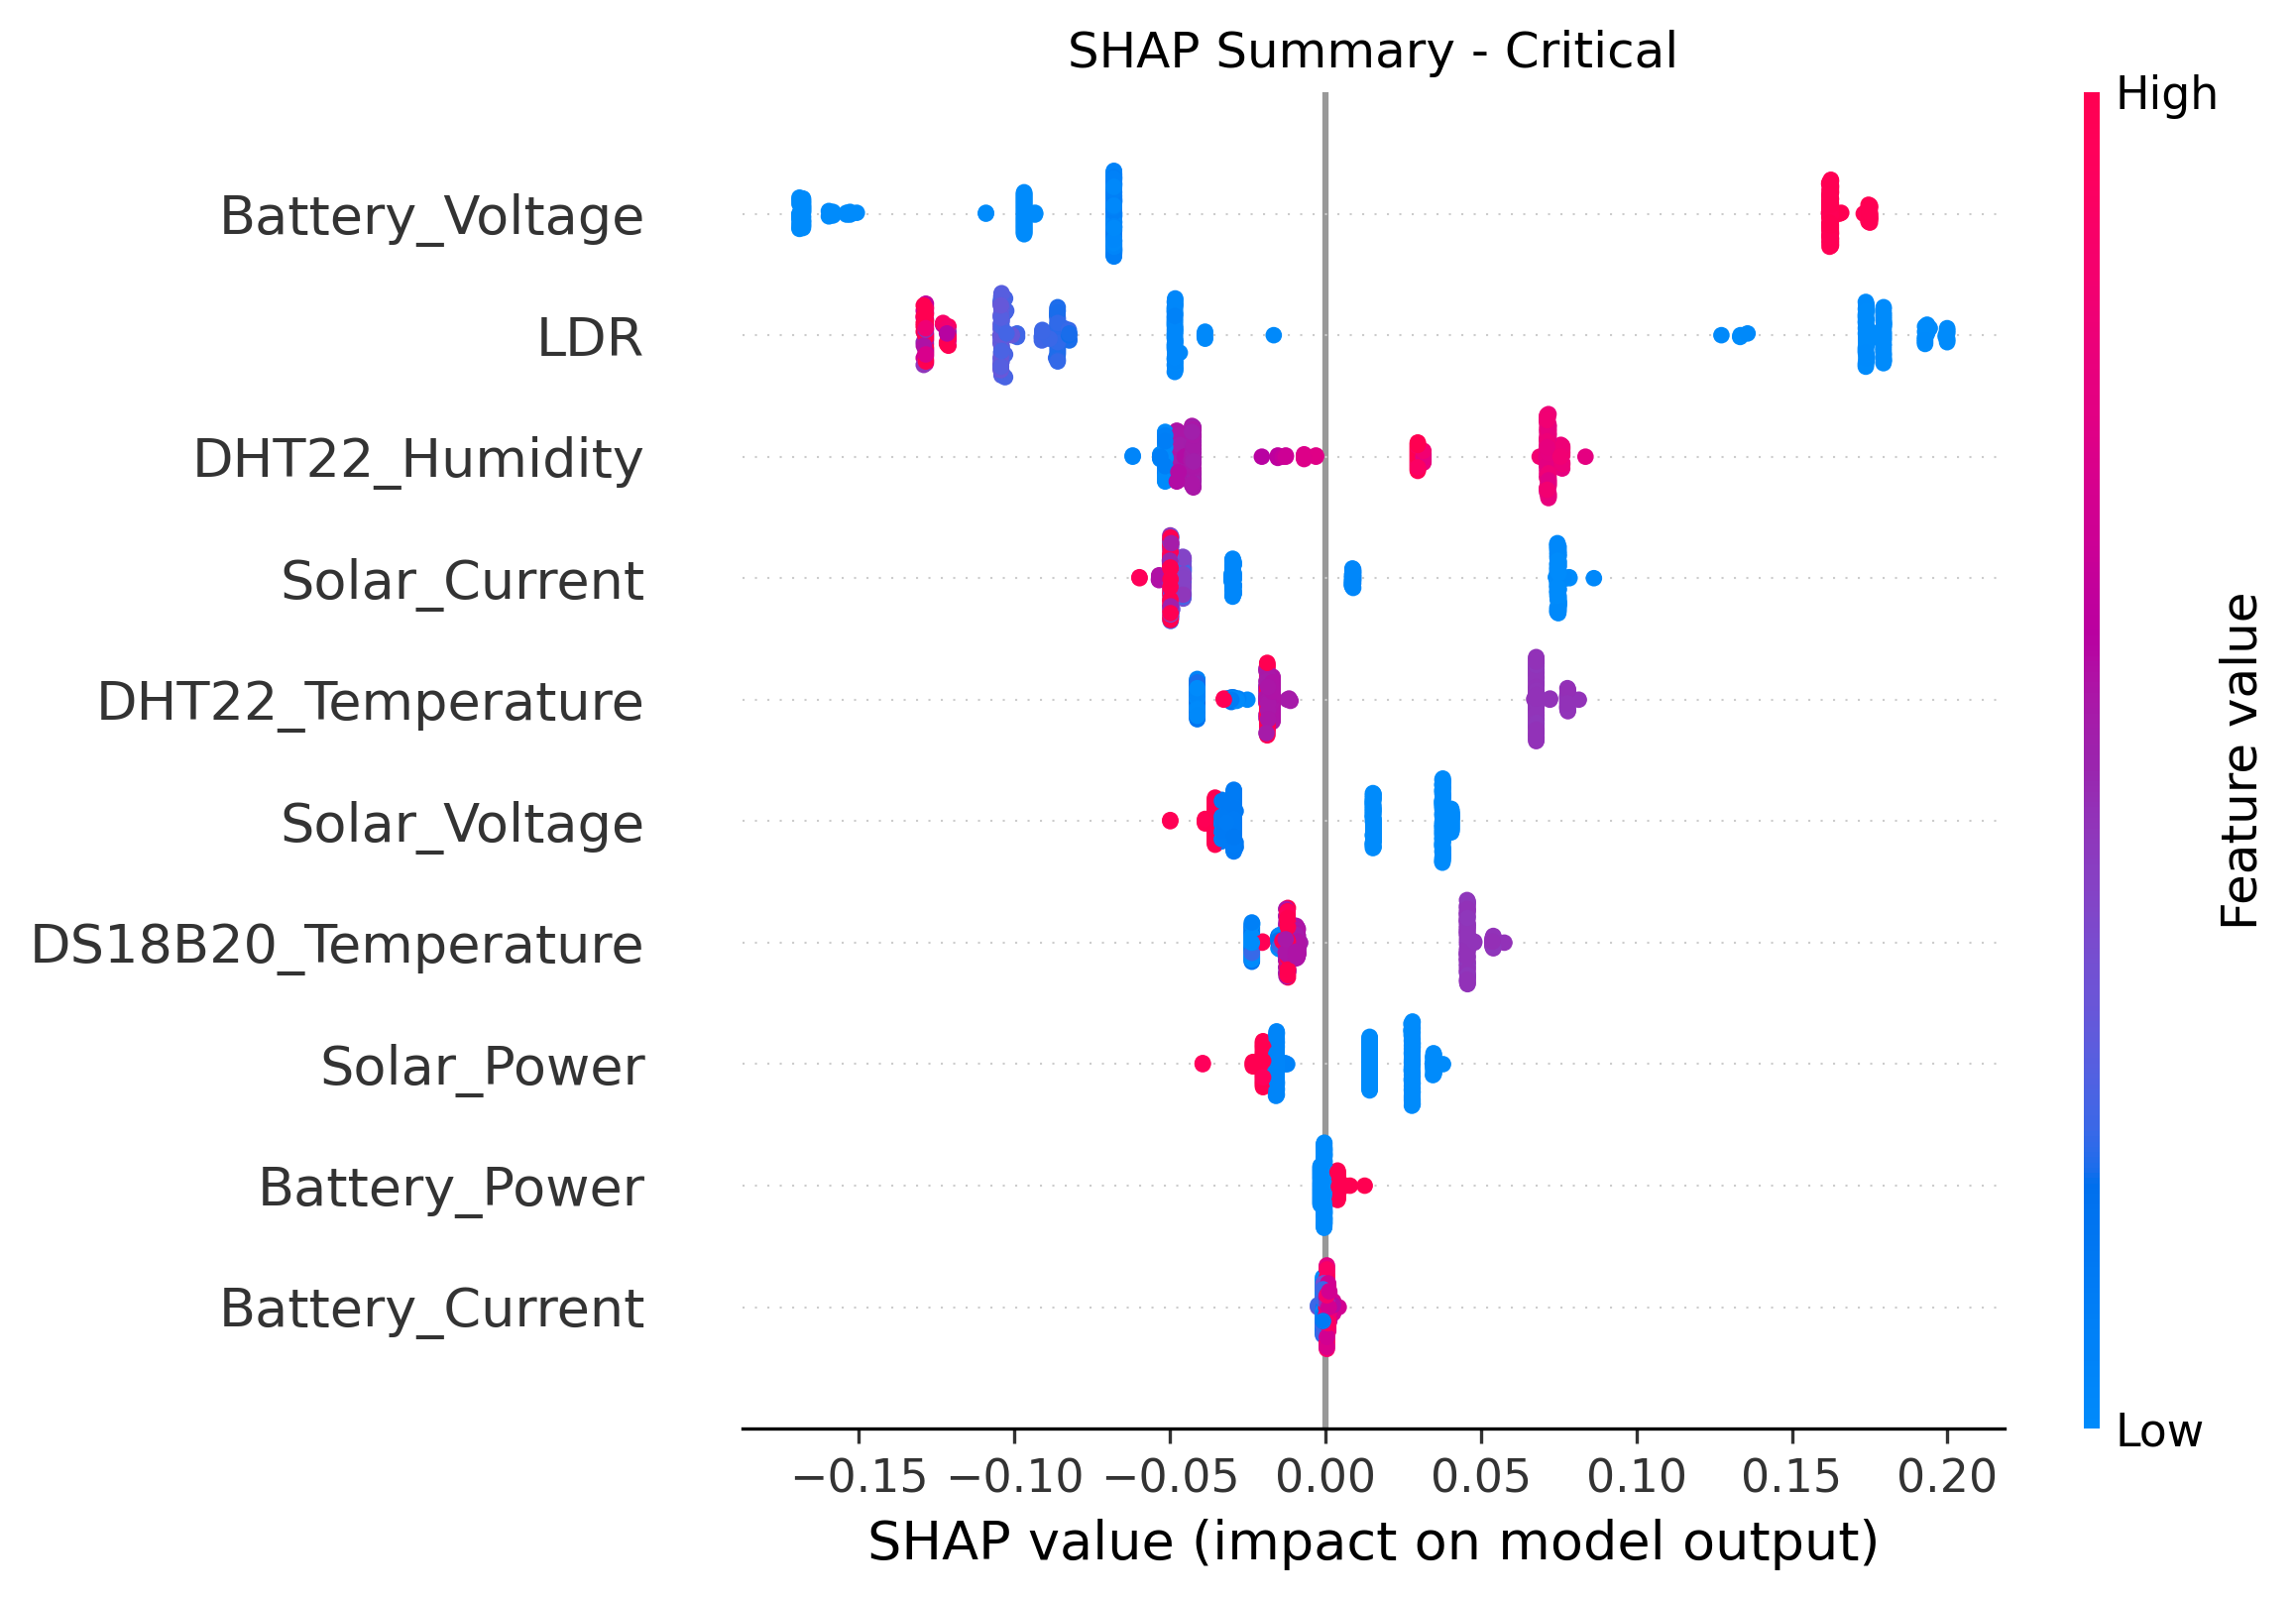 SHAP Summary - Critical
High
Battery_Voltage
LDR
DHT22_Humidity
Solar_Current
DHT22_Temperature
Solar_Voltage
DS18B20_Temperature
Solar_Power
Battery_Power
Battery_Current
Feature value
Low
−0.15 −0.10 −0.05 0.00 0.05 0.10 0.15 0.20
SHAP value (impact on model output)